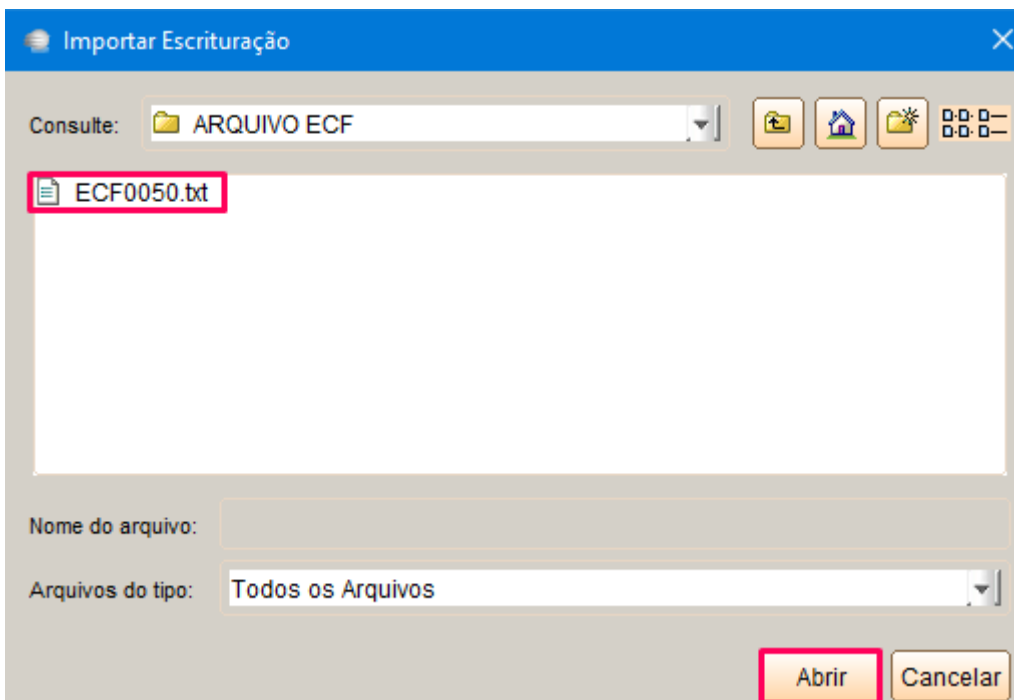 Importar Escrituração
Consulte: ARQUIVO ECF
ECF0050.txt
Nome do arquivo:
Arquivos do tipo: Todos os Arquivos
Abrir Cancelar